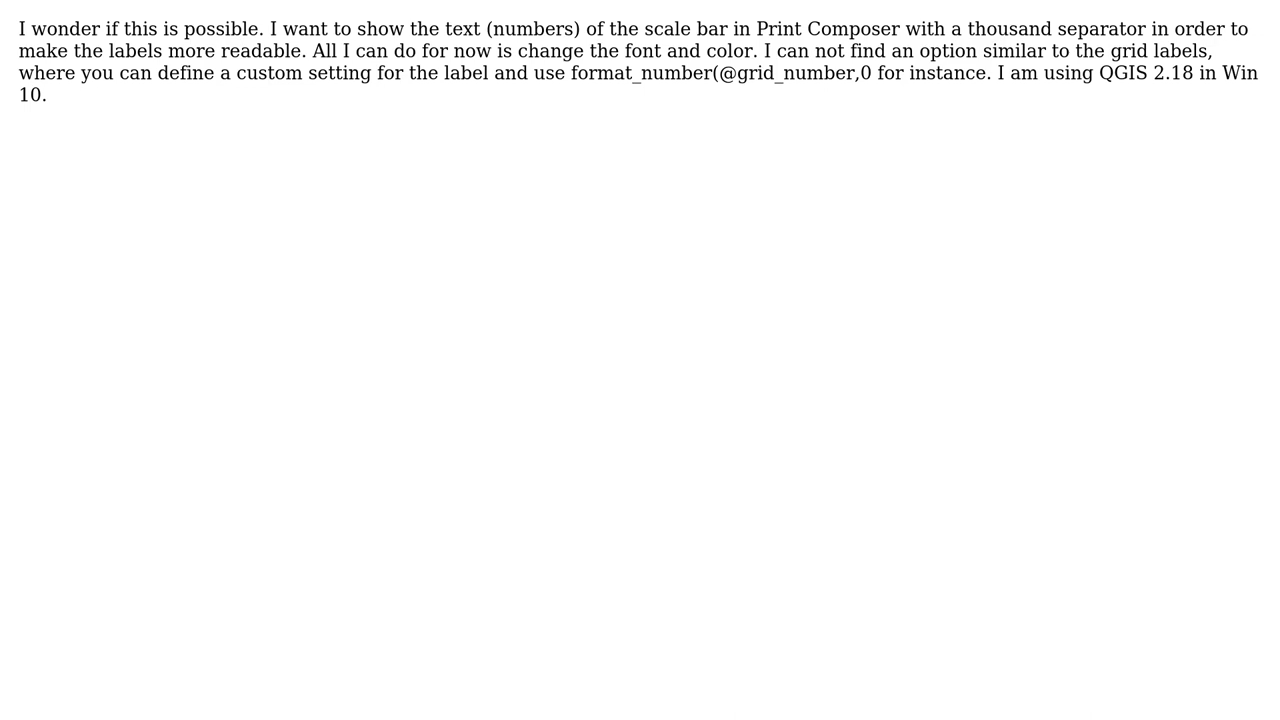 I wonder if this is possible. I want to show the text (numbers) of the scale bar in Print Composer with a thousand separator in order to
make the labels more readable. All I can do for now is change the font and color. I can not find an option similar to the grid labels,
where you can define a custom setting for the label and use format_number(@grid_number,0 for instance. I am using QGIS 2.18 in Win
10.